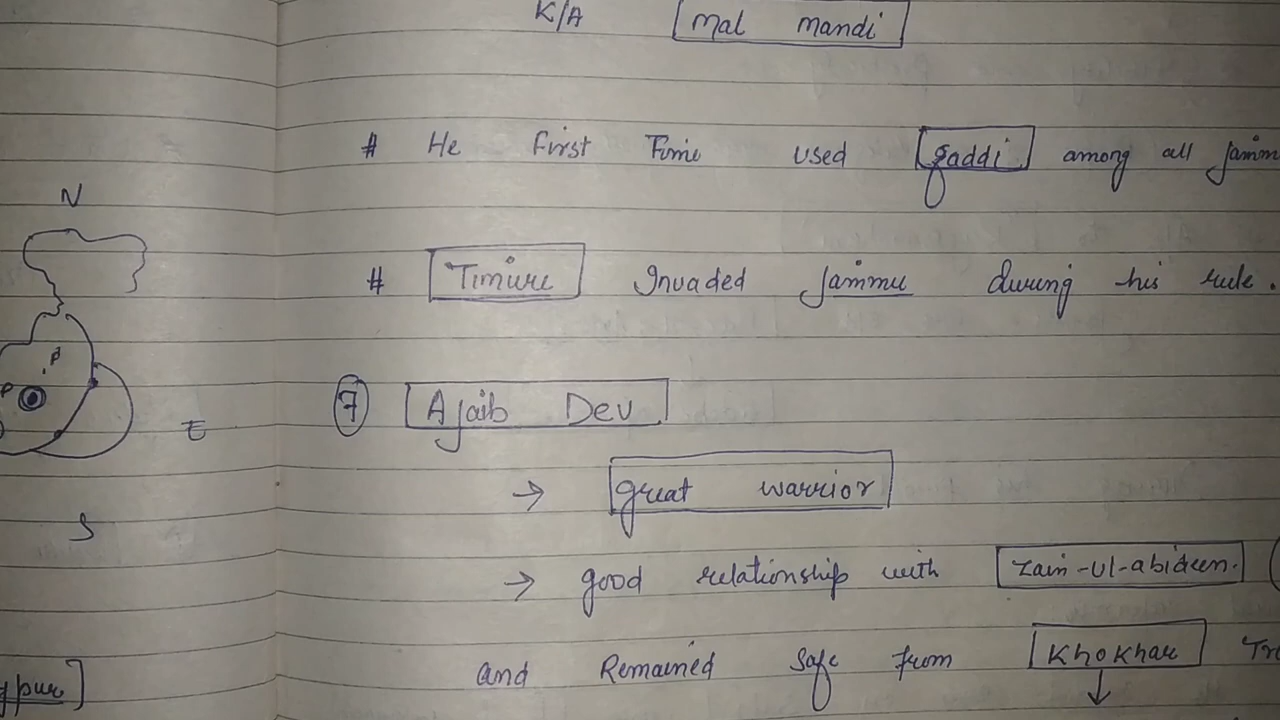 K/A mal mandi
# He First Time used gaddi among all Jamm
# Timure Invaded Jammu during his rule.
N
P
P
E
S
7 Ajaib Dev
→ great warrior
→ good relationship with zain-ul-abideen.
and Remained safe from Khokhar